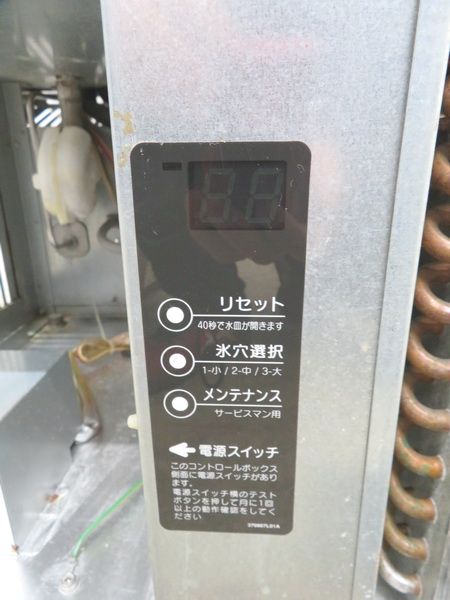 リセット
40秒で水皿が開きます
氷穴選択
1-小 / 2-中 / 3-大
メンテナンス
サービスマン用
電源スイッチ
このコントロールボックス
側面に電源スイッチがあり
ます。
電源スイッチ横のテスト
ボタンを押して月に1回
以上の動作確認をしてく
ださい